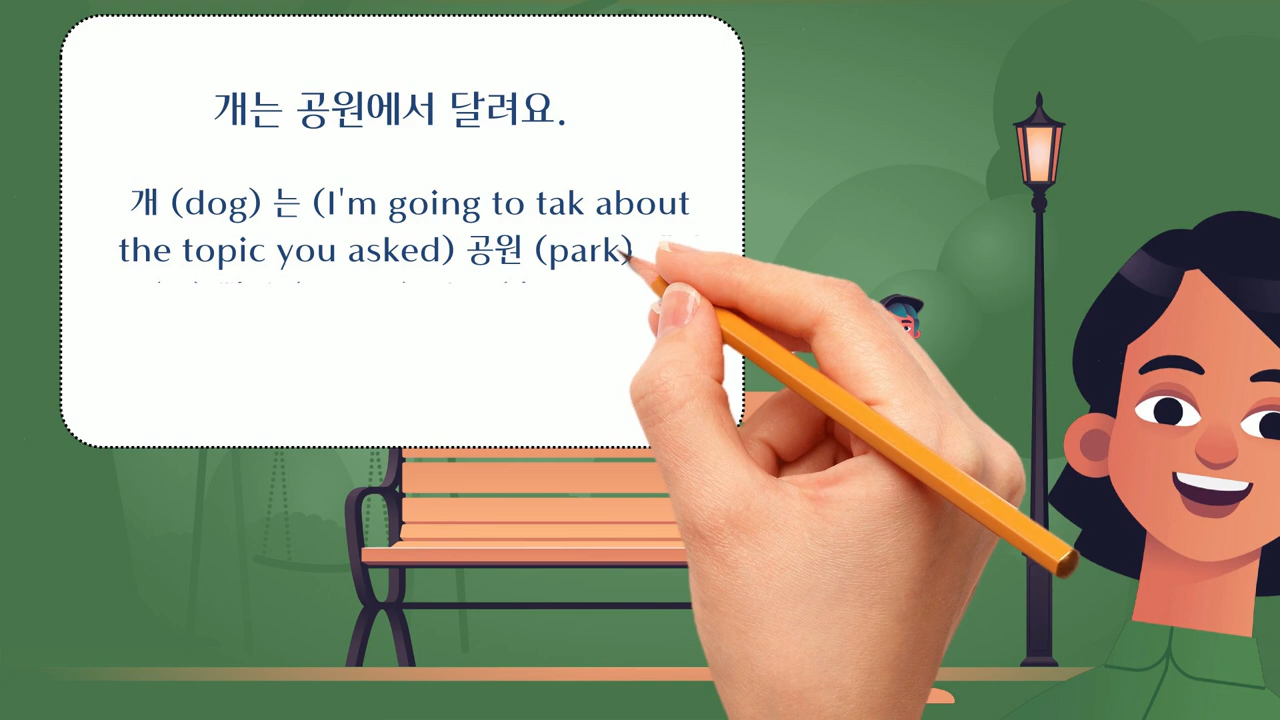 개는 공원에서 달려요.
개 (dog) 는 (I'm going to tak about
the topic you asked) 공원 (park)